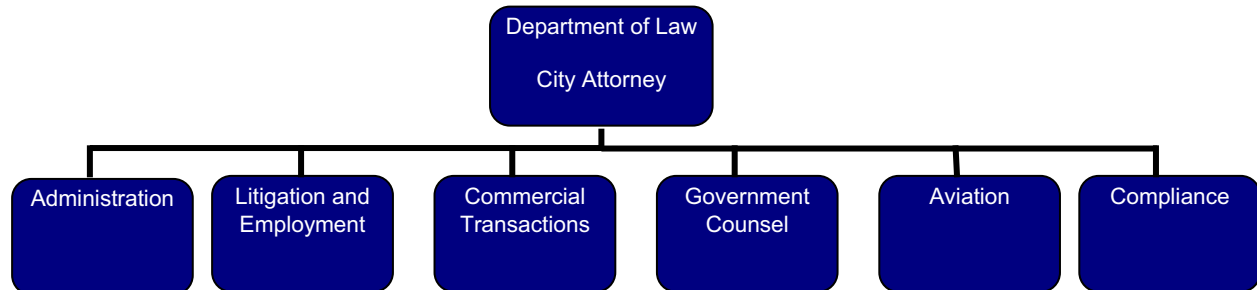 Department of Law
City Attorney
Administration
Litigation and
Employment
Commercial
Transactions
Government
Counsel
Aviation
Compliance